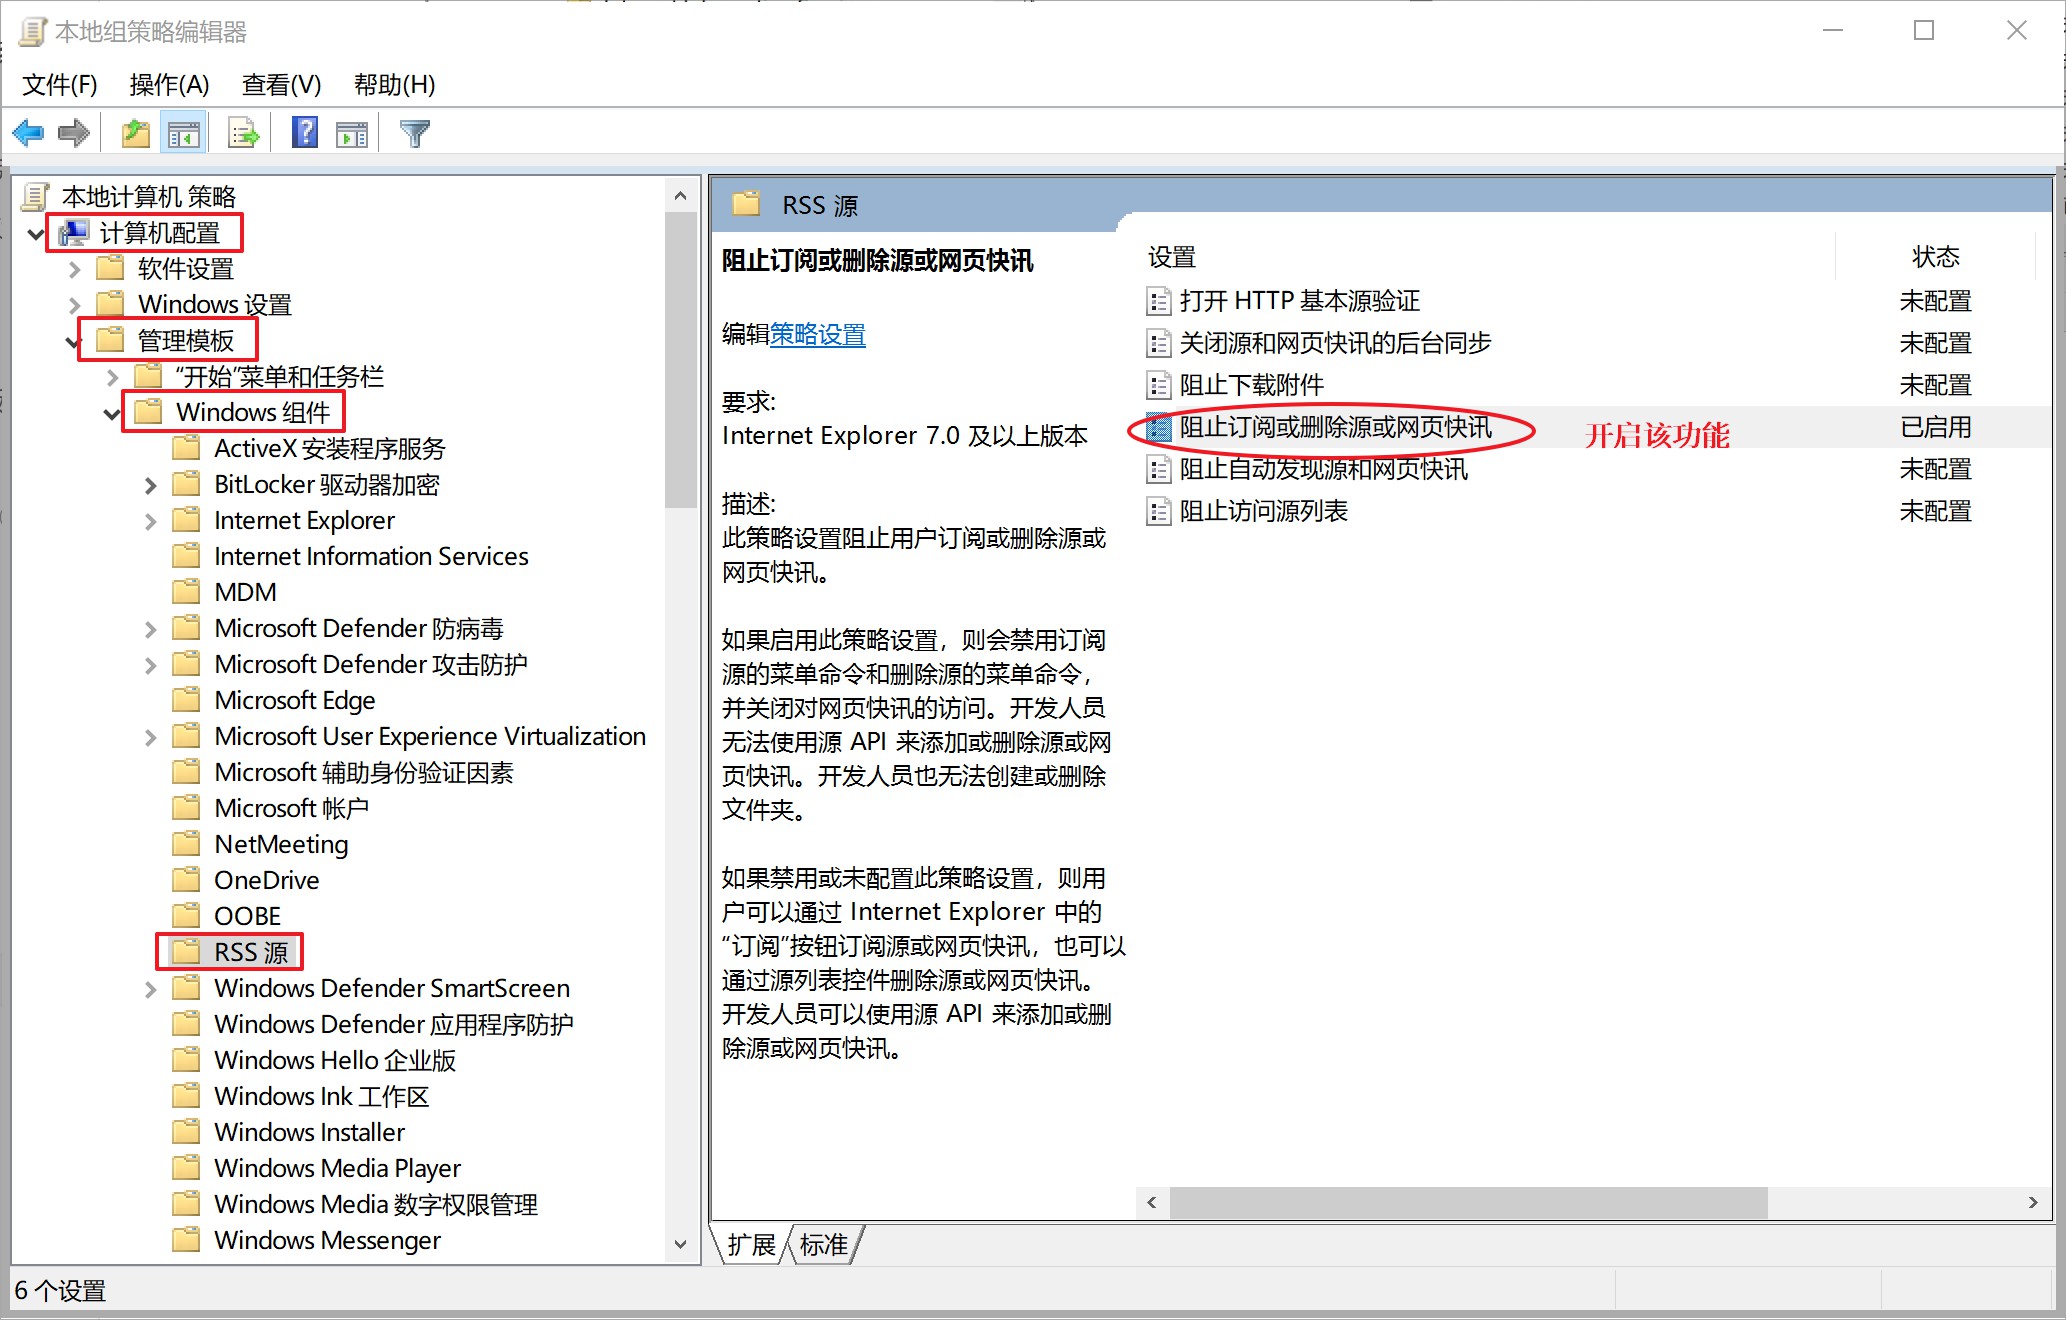 本地组策略编辑器
文件(F) 操作(A) 查看(V) 帮助(H)
本地计算机 策略
计算机配置
软件设置
Windows 设置
管理模板
“开始”菜单和任务栏
Windows 组件
ActiveX 安装程序服务
BitLocker 驱动器加密
Internet Explorer
Internet Information Services
MDM
Microsoft Defender 防病毒
Microsoft Defender 攻击防护
Microsoft Edge
Microsoft User Experience Virtualization
Microsoft 辅助身份验证因素
Microsoft 帐户
NetMeeting
OneDrive
OOBE
RSS 源
Windows Defender SmartScreen
Windows Defender 应用程序防护
Windows Hello 企业版
Windows Ink 工作区
Windows Installer
Windows Media Player
Windows Media 数字权限管理
Windows Messenger
RSS 源
阻止订阅或删除源或网页快讯
编辑策略设置
要求:
Internet Explorer 7.0 及以上版本
描述:
此策略设置阻止用户订阅或删除源或
网页快讯。
如果启用此策略设置，则会禁用订阅
源的菜单命令和删除源的菜单命令，
并关闭对网页快讯的访问。开发人员
无法使用源 API 来添加或删除源或网
页快讯。开发人员也无法创建或删除
文件夹。
如果禁用或未配置此策略设置，则用
户可以通过 Internet Explorer 中的
“订阅”按钮订阅源或网页快讯，也可以
通过源列表控件删除源或网页快讯。
开发人员可以使用源 API 来添加或删
除源或网页快讯。
设置 状态
打开 HTTP 基本源验证 未配置
关闭源和网页快讯的后台同步 未配置
阻止下载附件 未配置
阻止订阅或删除源或网页快讯 开启该功能 已启用
阻止自动发现源和网页快讯 未配置
阻止访问源列表 未配置
扩展 标准
6 个设置